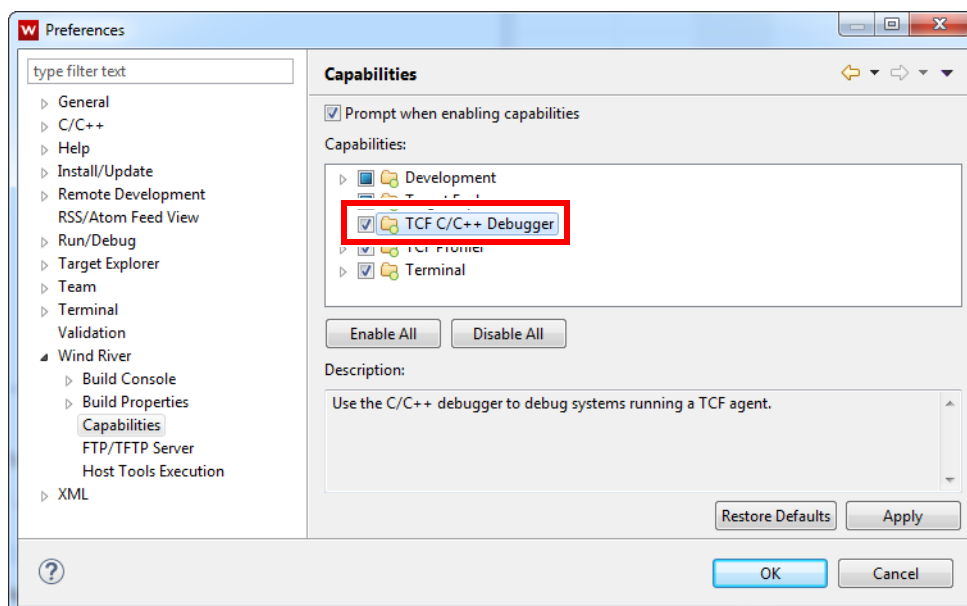 W Preferences
type filter text
General
C/C++
Help
Install/Update
Remote Development
RSS/Atom Feed View
Run/Debug
Target Explorer
Team
Terminal
Validation
Wind River
Build Console
Build Properties
Capabilities
FTP/TFTP Server
Host Tools Execution
XML
Capabilities
Prompt when enabling capabilities
Capabilities:
Development
TCF C/C++ Debugger
TCF Profiler
Terminal
Enable All Disable All
Description:
Use the C/C++ debugger to debug systems running a TCF agent.
Restore Defaults Apply
? OK Cancel